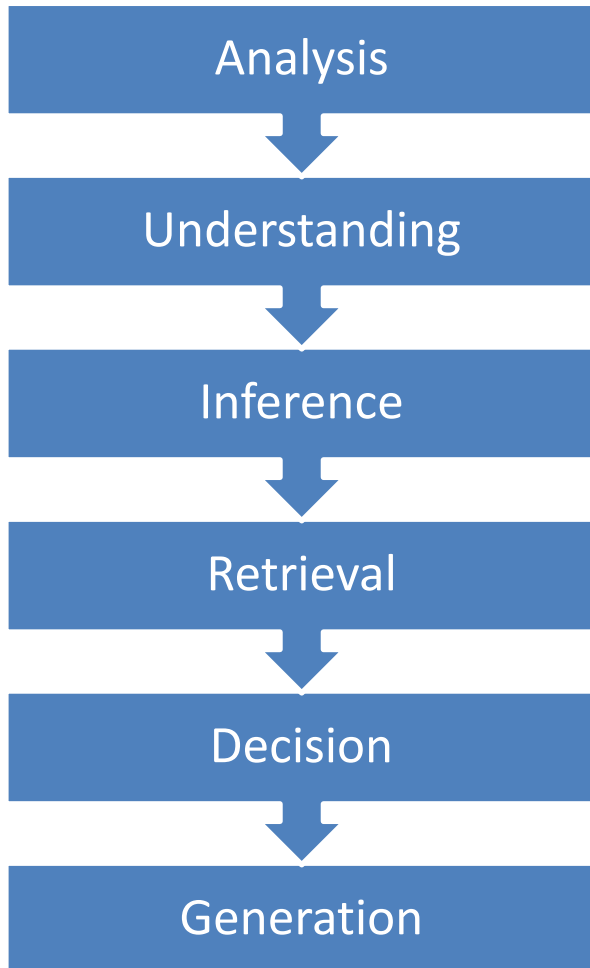 Analysis
Understanding
Inference
Retrieval
Decision
Generation